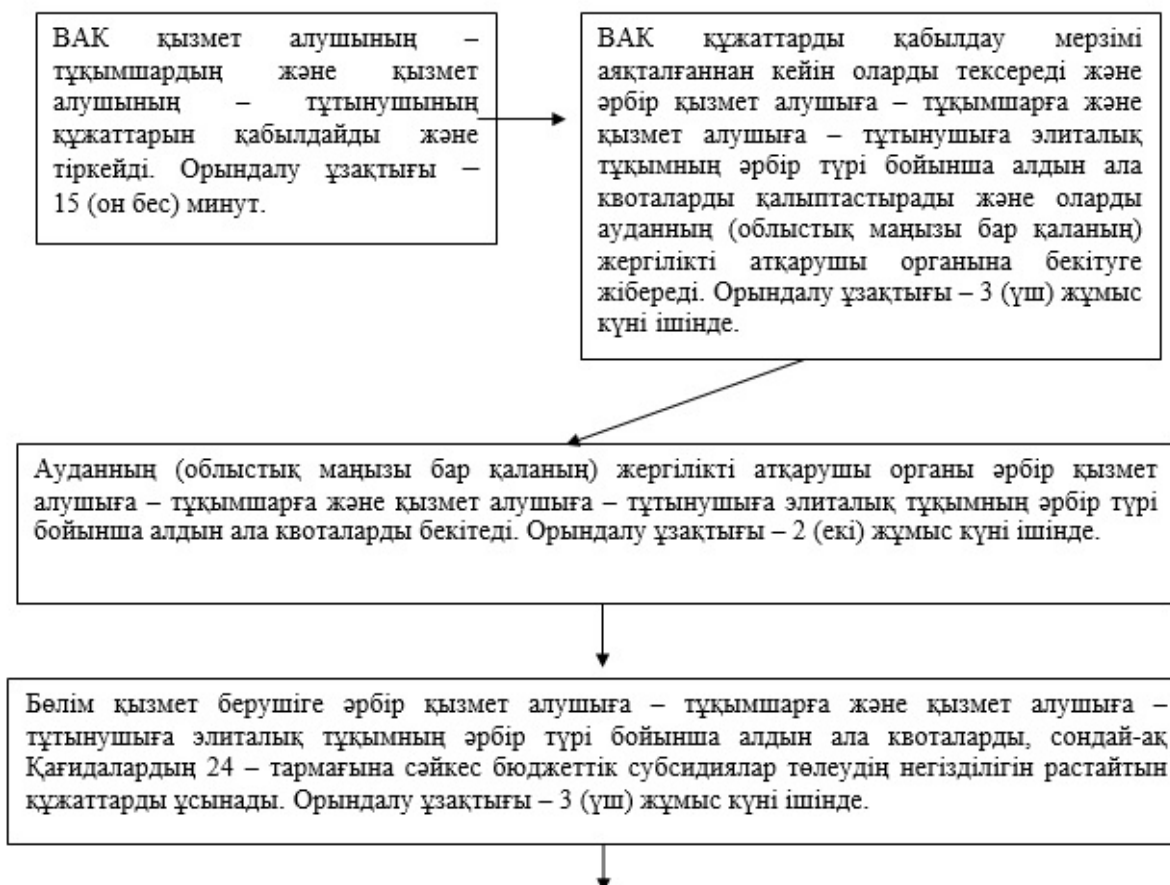 ВАК қызмет алушының –
тұқымшардың және қызмет
алушының – тұтынушының
құжаттарын қабылдайды және
тіркейді. Орындалу ұзақтығы –
15 (он бес) минут.
ВАК құжаттарды қабылдау мерзімі
аяқталғаннан кейін оларды тексереді және
әрбір қызмет алушыға – тұқымшарға және
қызмет алушыға – тұтынушыға элиталық
тұқымның әрбір түрі бойынша алдын ала
квоталарды қалыптастырады және оларды
ауданның (облыстық маңызы бар қаланың)
жергілікті атқарушы органына бекітуге
жібереді. Орындалу ұзақтығы – 3 (үш) жұмыс
күні ішінде.
Ауданның (облыстық маңызы бар қаланың) жергілікті атқарушы органы әрбір қызмет
алушыға – тұқымшарға және қызмет алушыға – тұтынушыға элиталық тұқымның әрбір түрі
бойынша алдын ала квоталарды бекітеді. Орындалу ұзақтығы – 2 (екі) жұмыс күні ішінде.
Бөлім қызмет берушіге әрбір қызмет алушыға – тұқымшарға және қызмет алушыға –
тұтынушыға элиталық тұқымның әрбір түрі бойынша алдын ала квоталарды, сондай-ақ
Қағидалардың 24 – тармағына сәйкес бюджеттік субсидиялар төлеудің негізділігін растайтын
құжаттарды ұсынады. Орындалу ұзақтығы – 3 (үш) жұмыс күні ішінде.